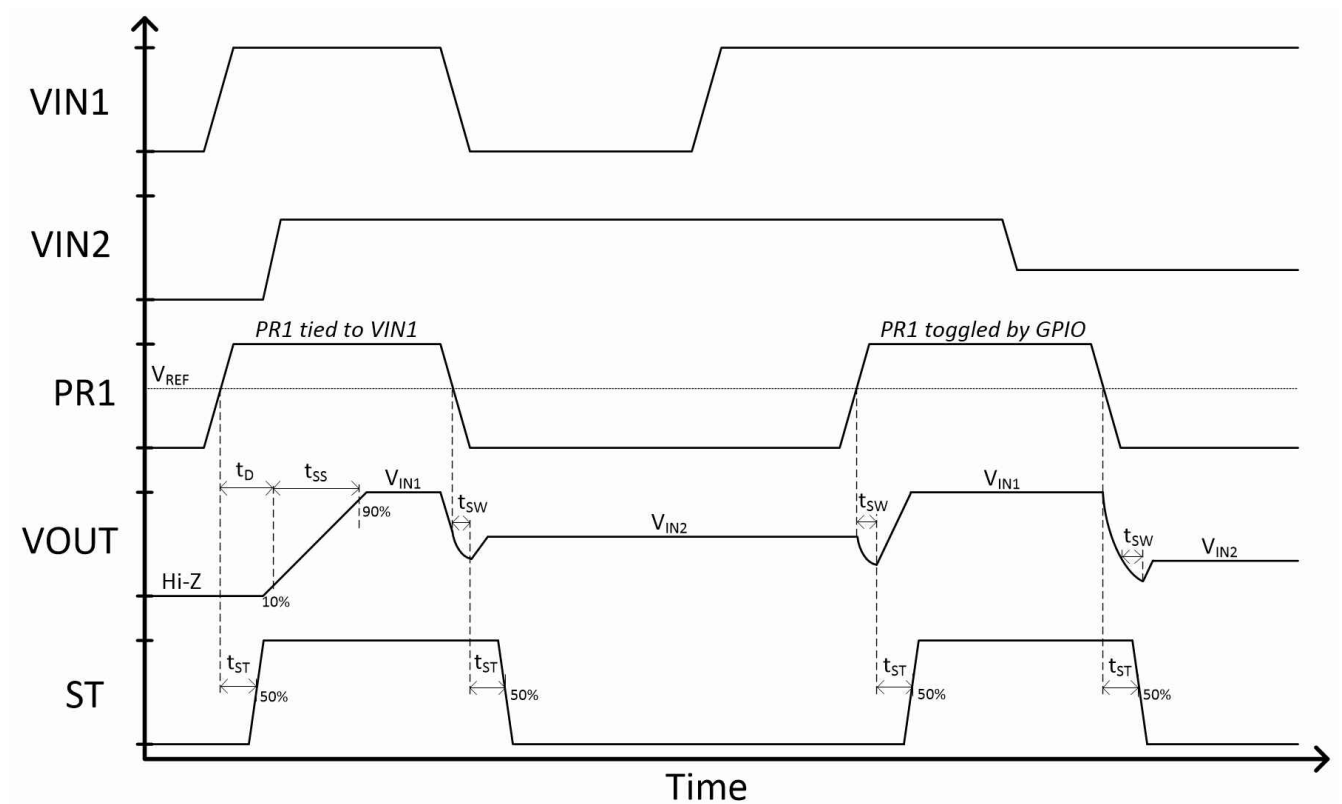 VIN1
VIN2
PR1 tied to VIN1
PR1 toggled by GPIO
VREF
PR1
tD
tSS
VIN1
90%
tSW
VIN2
tSW
VIN1
tSW
VIN2
VOUT
Hi-Z
10%
ST
tST
50%
tST
50%
tST
50%
tST
50%
Time